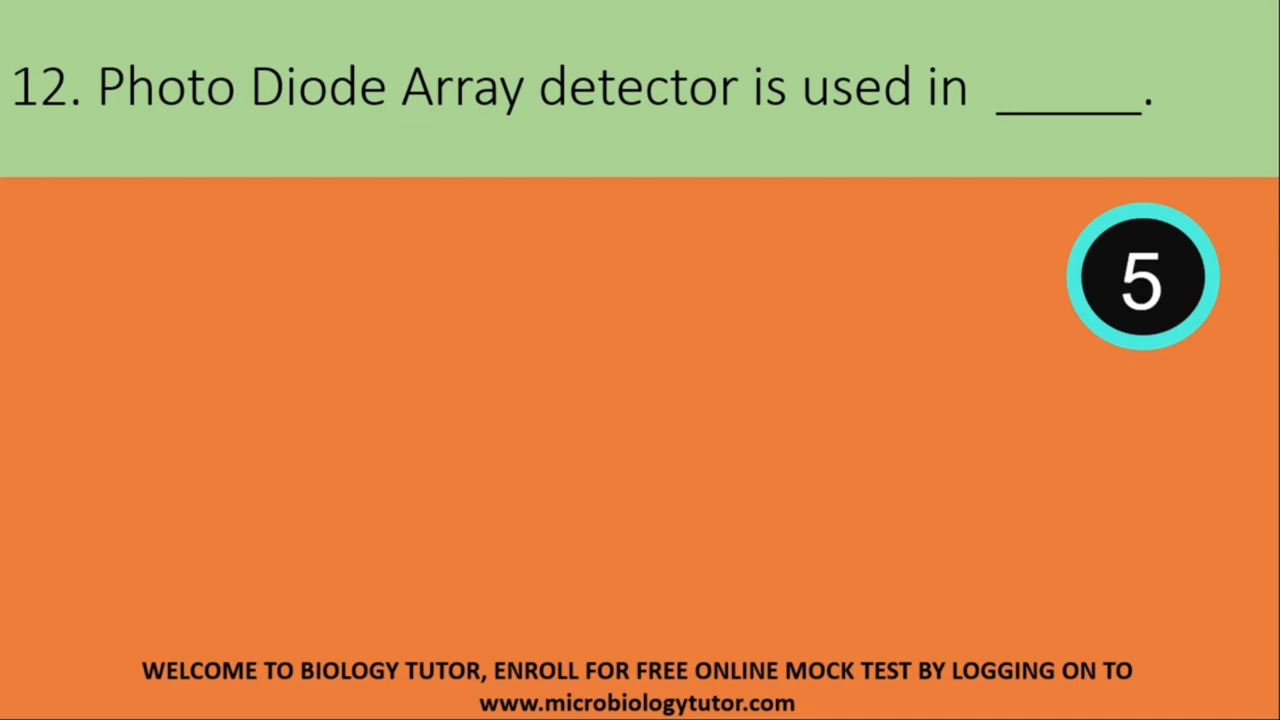 12. Photo Diode Array detector is used in ______.
5
WELCOME TO BIOLOGY TUTOR, ENROLL FOR FREE ONLINE MOCK TEST BY LOGGING ON TO
www.microbiologytutor.com